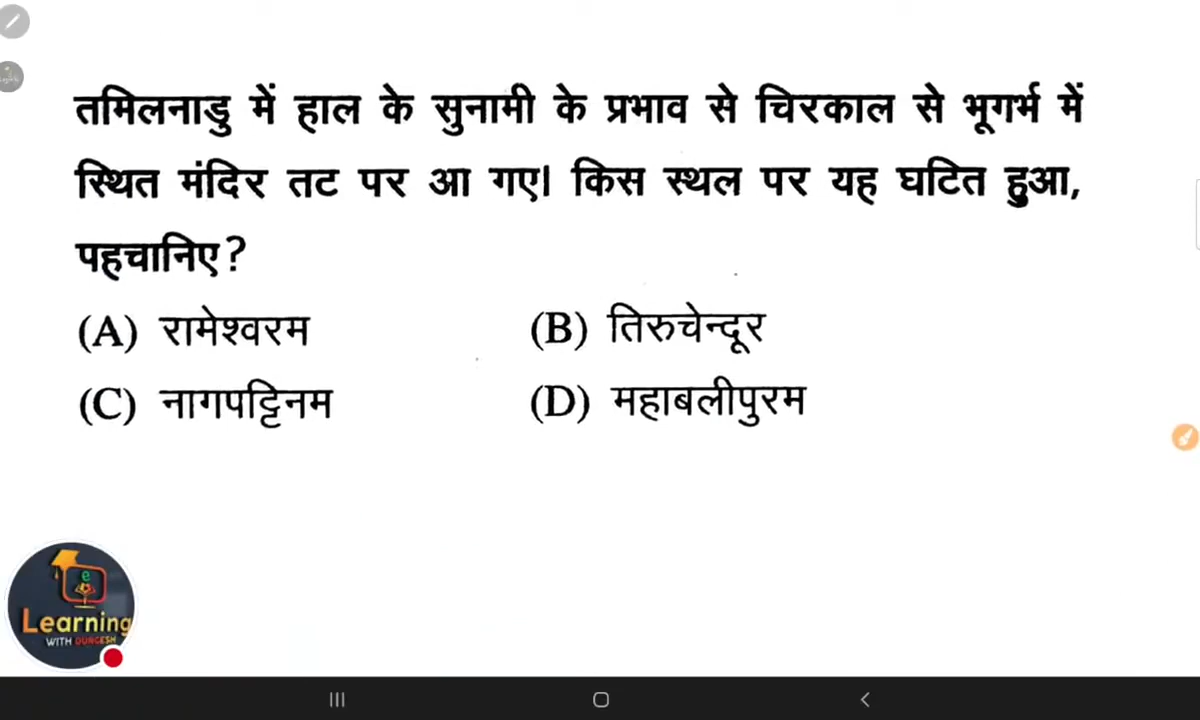 तमिलनाडु में हाल के सुनामी के प्रभाव से चिरकाल से भूगर्भ में
स्थित मंदिर तट पर आ गए। किस स्थल पर यह घटित हुआ,
पहचानिए?
(A) रामेश्वरम (B) तिरुचेन्दूर
(C) नागपट्टिनम (D) महाबलीपुरम
e
Learning
WITH DURGESH